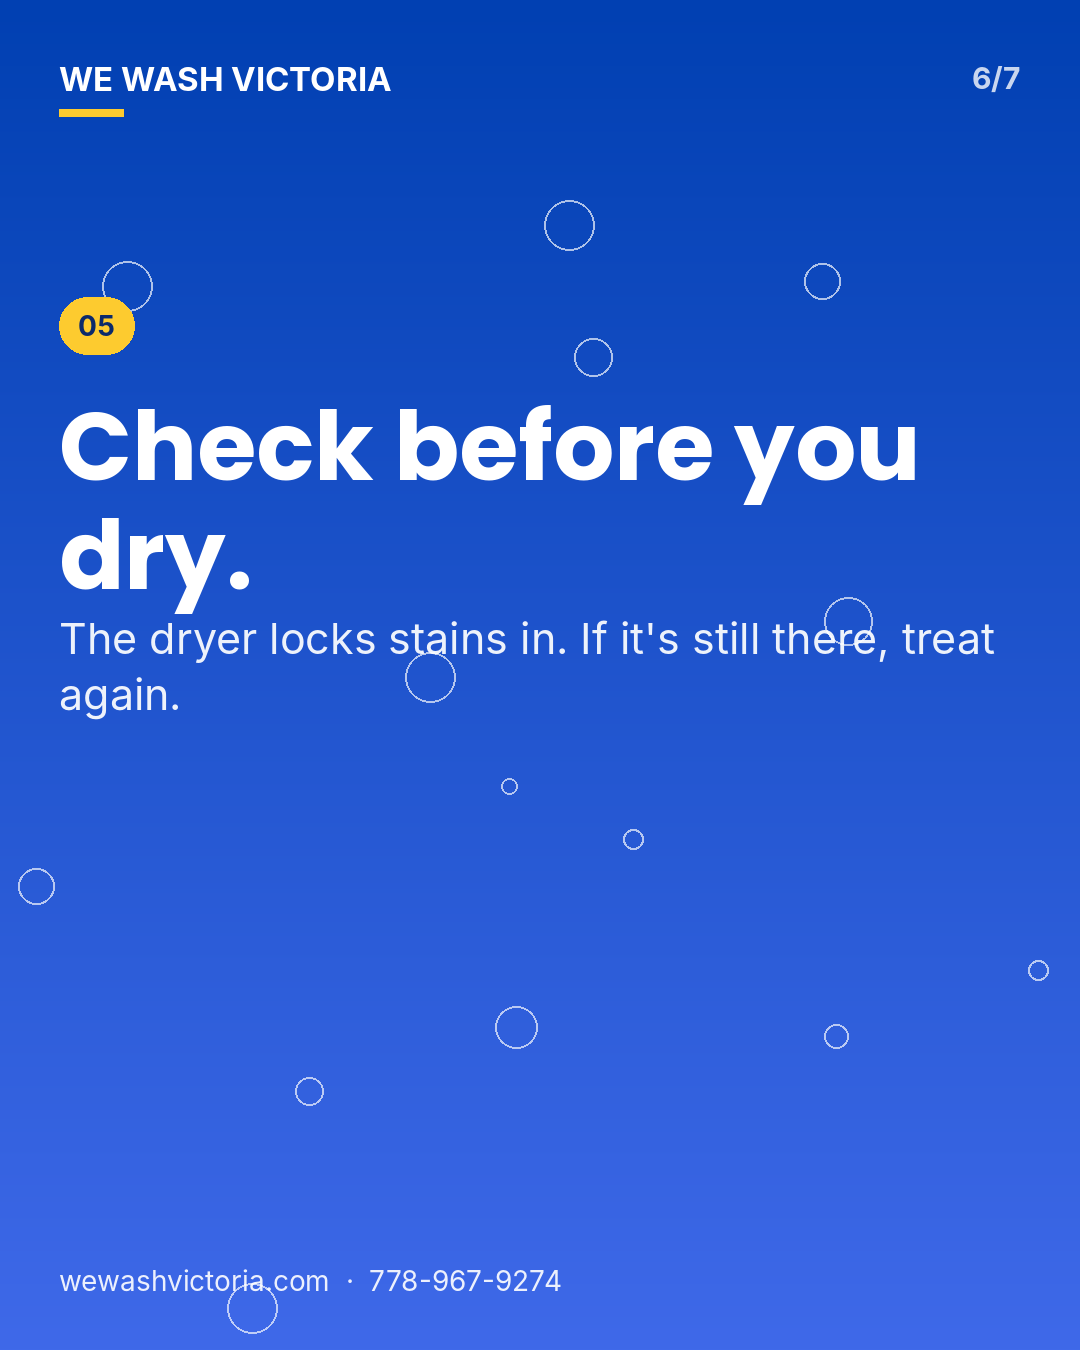 WE WASH VICTORIA
6/7
05
Check before you
dry.
The dryer locks stains in. If it's still there, treat
again.
wewashvictoria.com · 778-967-9274